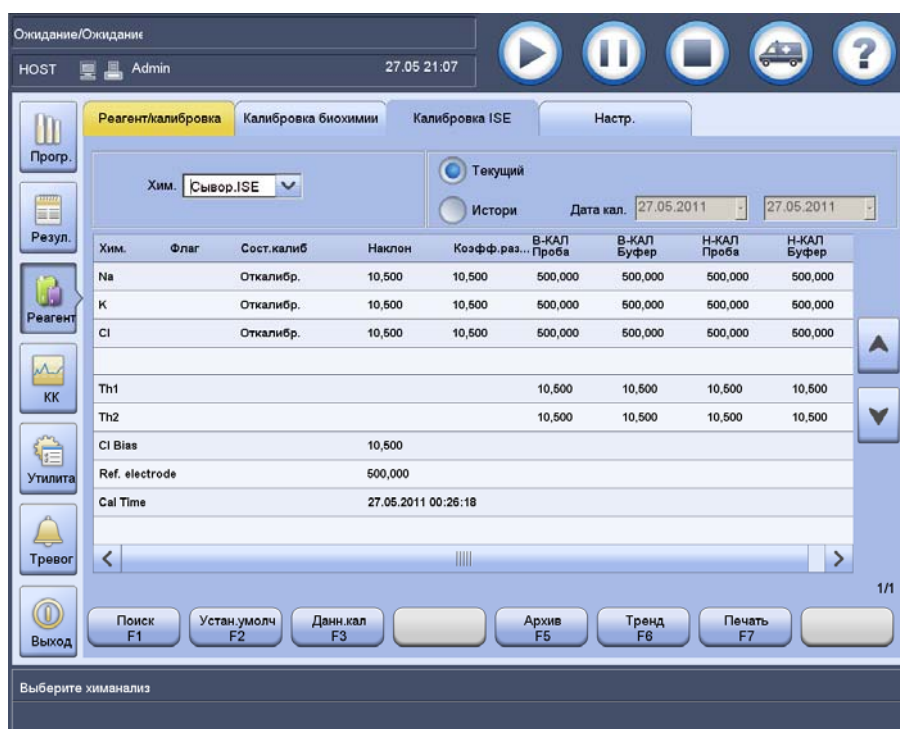 Ожидание/Ожидание
HOST Admin 27.05 21:07
?
Реагент/калибровка Калибровка биохимии Калибровка ISE Настр.
Прогр.
Резул.
Реагент
КК
Утилита
Тревог
Выход
Хим. Сывор.ISE
Текущий
Истори Дата кал. 27.05.2011 27.05.2011
Хим. Флаг Сост.калиб Наклон Коэфф.раз... В-КАЛ Проба В-КАЛ Буфер Н-КАЛ Проба Н-КАЛ Буфер
Na Откалибр. 10,500 10,500 500,000 500,000 500,000 500,000
K Откалибр. 10,500 10,500 500,000 500,000 500,000 500,000
Cl Откалибр. 10,500 10,500 500,000 500,000 500,000 500,000
Th1 10,500 10,500 10,500 10,500
Th2 10,500 10,500 10,500 10,500
Cl Bias 10,500
Ref. electrode 500,000
Cal Time 27.05.2011 00:26:18
1/1
Поиск F1 Устан.умолч F2 Данн.кал F3 Архив F5 Тренд F6 Печать F7
Выберите химанализ